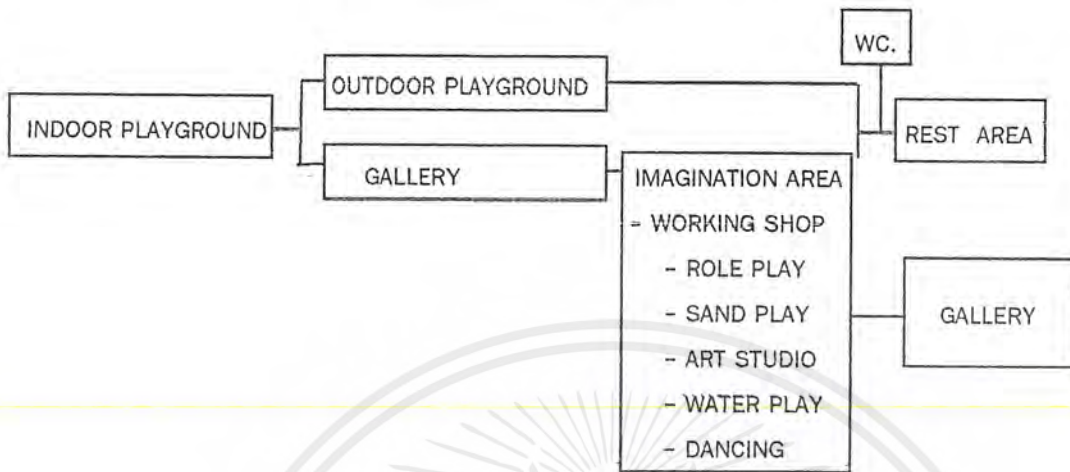 WC.
OUTDOOR PLAYGROUND
INDOOR PLAYGROUND
REST AREA
GALLERY
IMAGINATION AREA
- WORKING SHOP
- ROLE PLAY
- SAND PLAY
- ART STUDIO
- WATER PLAY
- DANCING
GALLERY